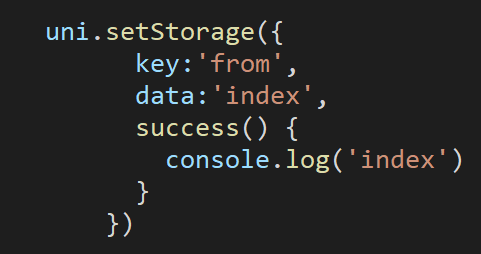 uni.setStorage({
key:'from',
data:'index',
success() {
console.log('index')
}
})